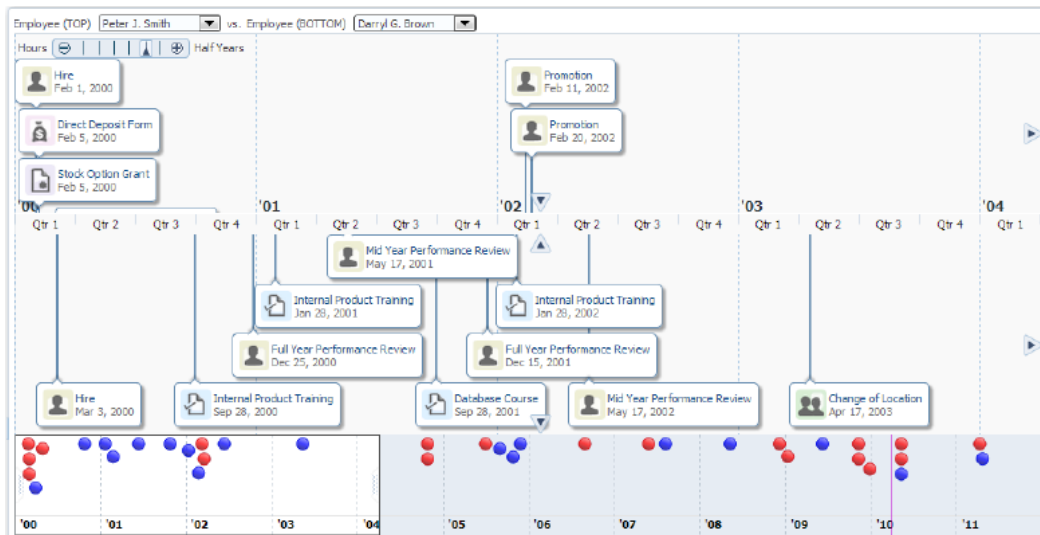 Employee (TOP) Peter J. Smith vs. Employee (BOTTOM) Darryl G. Brown
Hours Half Years
Hire
Feb 1, 2000
Promotion
Feb 11, 2002
Direct Deposit Form
Feb 5, 2000
Promotion
Feb 20, 2002
Stock Option Grant
Feb 5, 2000
'00 '01 '02 '03 '04
Qtr 1 Qtr 2 Qtr 3 Qtr 4 Qtr 1 Qtr 2 Qtr 3 Qtr 4 Qtr 1 Qtr 2 Qtr 3 Qtr 4 Qtr 1 Qtr 2 Qtr 3 Qtr 4 Qtr 1
Mid Year Performance Review
May 17, 2001
Internal Product Training
Jan 28, 2001
Internal Product Training
Jan 28, 2002
Full Year Performance Review
Dec 25, 2000
Full Year Performance Review
Dec 15, 2001
Hire
Mar 3, 2000
Internal Product Training
Sep 28, 2000
Database Course
Sep 28, 2001
Mid Year Performance Review
May 17, 2002
Change of Location
Apr 17, 2003
'00 '01 '02 '03 '04 '05 '06 '07 '08 '09 '10 '11